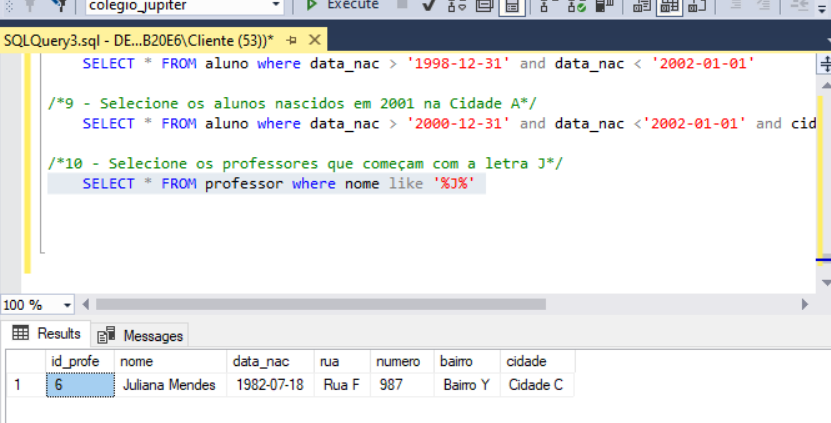 colegio_jupiter Execute
SQLQuery3.sql - DE...B20E6\Cliente (53))*
SELECT * FROM aluno where data_nac > '1998-12-31' and data_nac < '2002-01-01'
/*9 - Selecione os alunos nascidos em 2001 na Cidade A*/
SELECT * FROM aluno where data_nac > '2000-12-31' and data_nac <'2002-01-01' and cid
/*10 - Selecione os professores que começam com a letra J*/
SELECT * FROM professor where nome like '%J%'
100 %
Results Messages
id_profe nome data_nac rua numero bairro cidade
1 6 Juliana Mendes 1982-07-18 Rua F 987 Bairro Y Cidade C